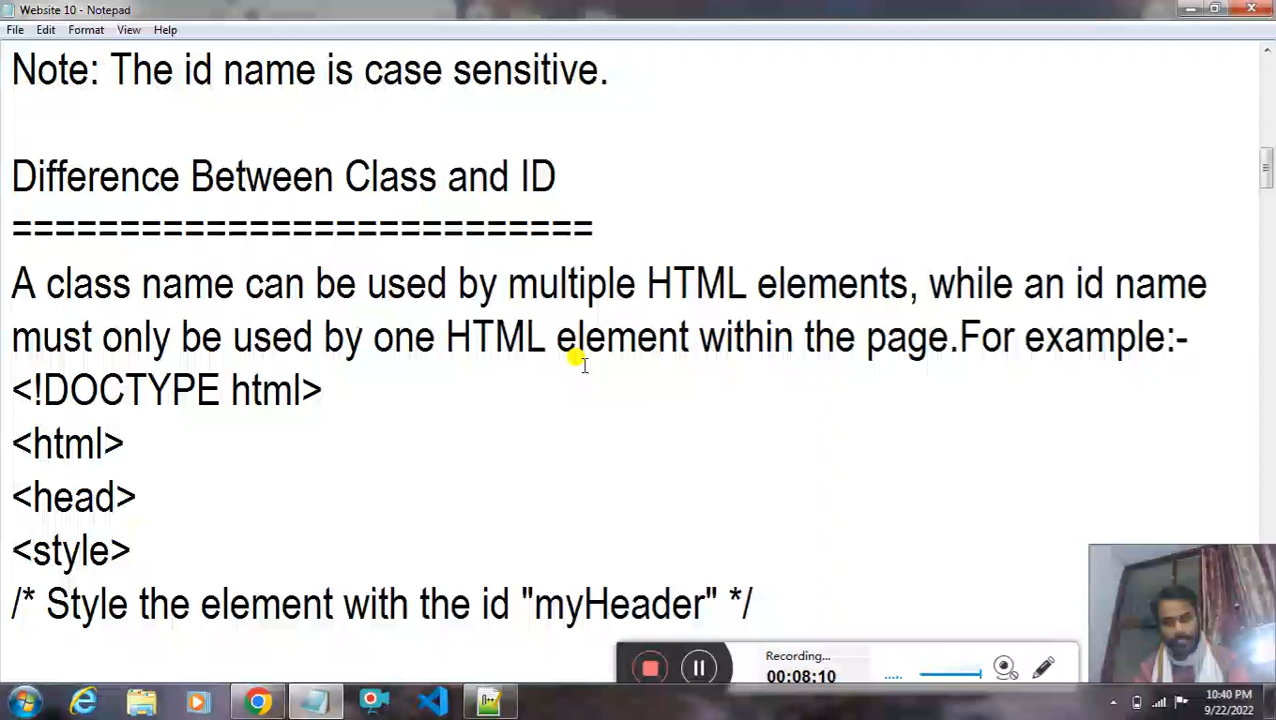 Website 10 - Notepad
File Edit Format View Help
Note: The id name is case sensitive.
Difference Between Class and ID
===========================
A class name can be used by multiple HTML elements, while an id name
must only be used by one HTML element within the page.For example:-
<!DOCTYPE html>
<html>
<head>
<style>
/* Style the element with the id "myHeader" */
Recording...
00:08:10
10:40 PM
9/22/2022